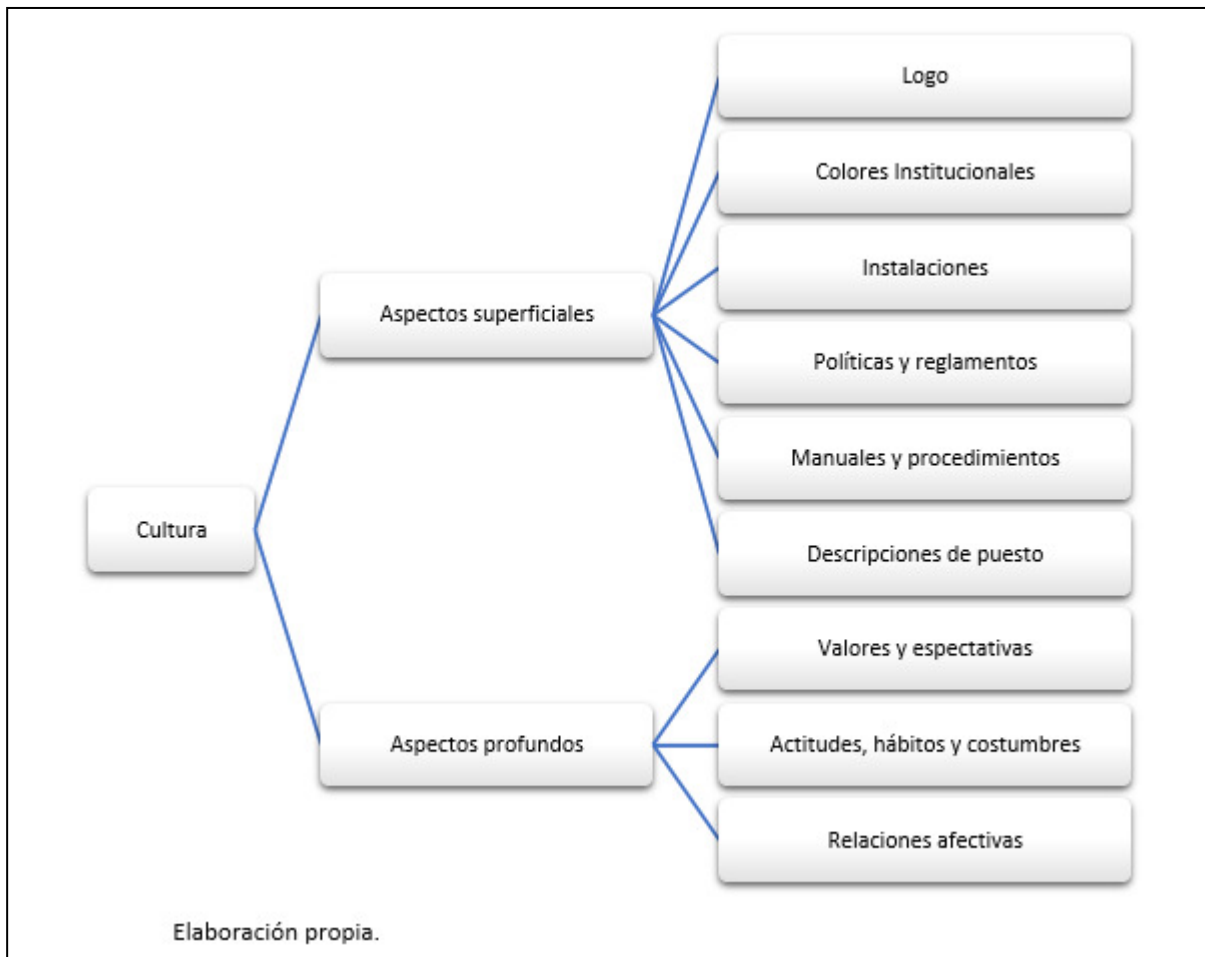 Cultura
Aspectos superficiales
Logo
Colores Institucionales
Instalaciones
Políticas y reglamentos
Manuales y procedimientos
Descripciones de puesto
Aspectos profundos
Valores y espectativas
Actitudes, hábitos y costumbres
Relaciones afectivas
Elaboración propia.